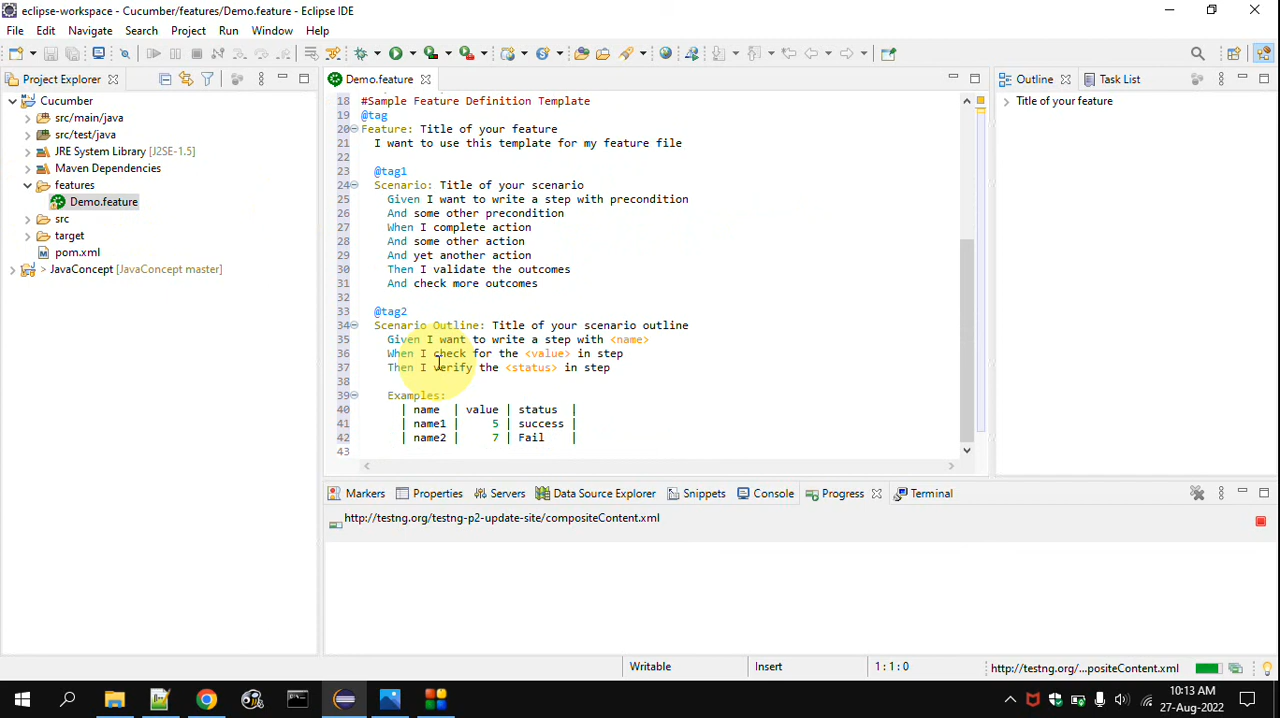 eclipse-workspace - Cucumber/features/Demo.feature - Eclipse IDE
File Edit Navigate Search Project Run Window Help
Project Explorer
Cucumber
src/main/java
src/test/java
JRE System Library [J2SE-1.5]
Maven Dependencies
features
Demo.feature
src
target
pom.xml
> JavaConcept [JavaConcept master]
Demo.feature
18 #Sample Feature Definition Template
19 @tag
20 Feature: Title of your feature
21 I want to use this template for my feature file
22
23 @tag1
24 Scenario: Title of your scenario
25 Given I want to write a step with precondition
26 And some other precondition
27 When I complete action
28 And some other action
29 And yet another action
30 Then I validate the outcomes
31 And check more outcomes
32
33 @tag2
34 Scenario Outline: Title of your scenario outline
35 Given I want to write a step with <name>
36 When I check for the <value> in step
37 Then I verify the <status> in step
38
39 Examples:
40 | name | value | status |
41 | name1 | 5 | success |
42 | name2 | 7 | Fail |
43
Outline Task List
Title of your feature
Markers Properties Servers Data Source Explorer Snippets Console Progress Terminal
http://testng.org/testng-p2-update-site/compositeContent.xml
Writable Insert 1:1:0 http://testng.org/...positeContent.xml
10:13 AM
27-Aug-2022